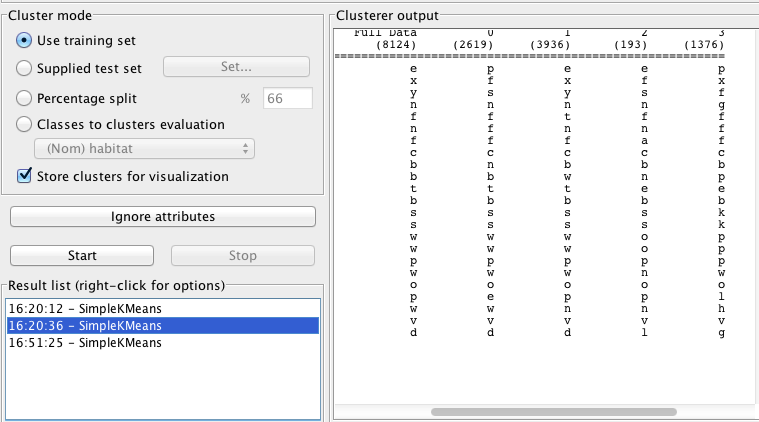 Cluster mode
Use training set
Supplied test set Set...
Percentage split % 66
Classes to clusters evaluation
(Nom) habitat
Store clusters for visualization
Ignore attributes
Start Stop
Result list (right-click for options)
16:20:12 - SimpleKMeans
16:20:36 - SimpleKMeans
16:51:25 - SimpleKMeans
Clusterer output
Full Data 0 1 2 3
(8124) (2619) (3936) (193) (1376)
e p e e p
x f x f x
y s y s f
n n n n g
f f t f f
n f n n f
f f f a f
c c c c c
b n b b b
b b w n p
t t t e e
b b b b b
s s s s k
s s s s k
w w w o p
w w w o p
p p p p p
w w w n w
o o o o o
p e p p l
w w n n h
v v v v v
d d d l g